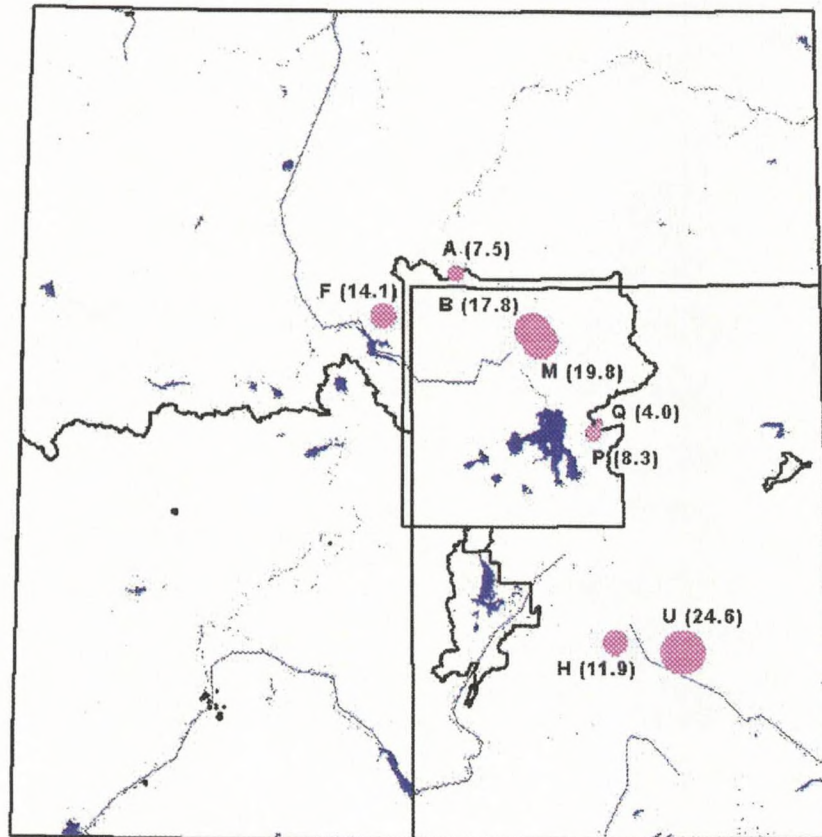 A (7.5)
F (14.1)
B (17.8)
M (19.8)
Q (4.0)
P (8.3)
U (24.6)
H (11.9)